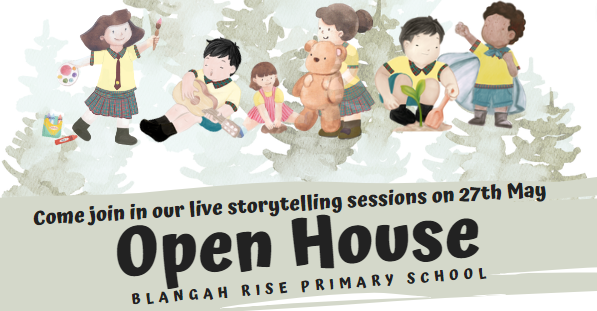 Come join in our live storytelling sessions on 27th May
Open House
BLANGAH RISE PRIMARY SCHOOL